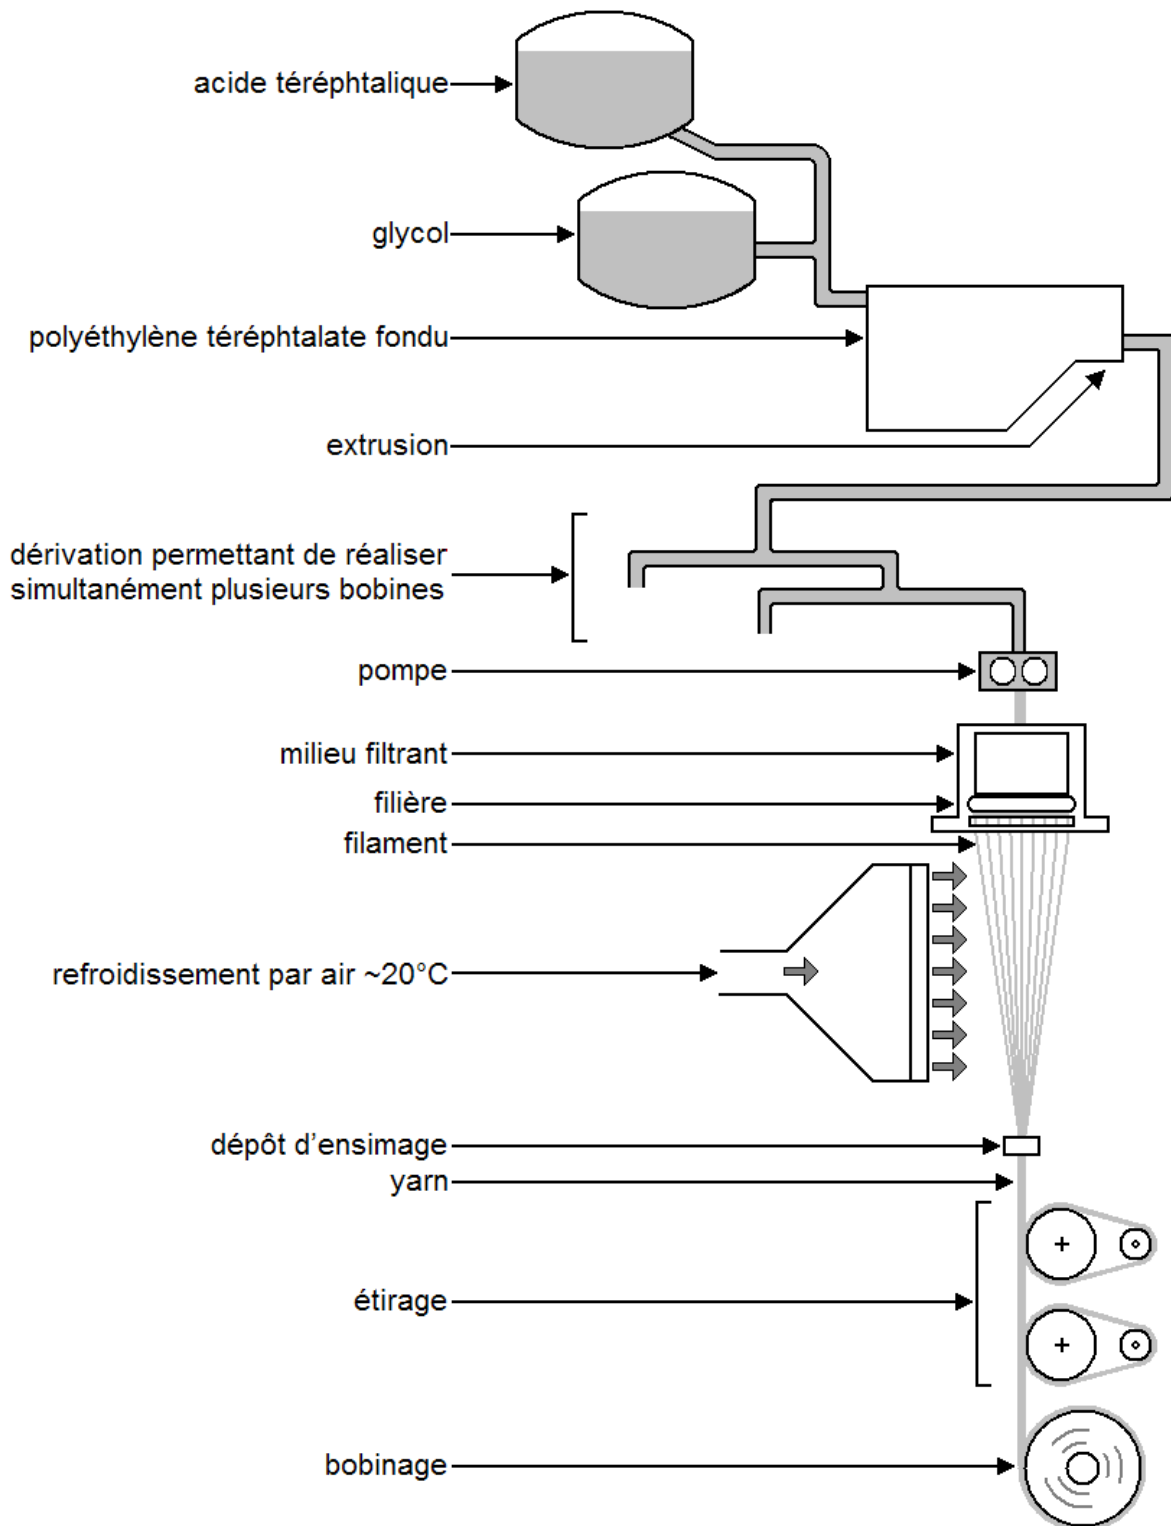 acide téréphtalique
glycol
polyéthylène téréphtalate fondu
extrusion
dérivation permettant de réaliser
simultanément plusieurs bobines
pompe
milieu filtrant
filière
filament
refroidissement par air ~20°C
dépôt d’ensimage
yarn
étirage
bobinage